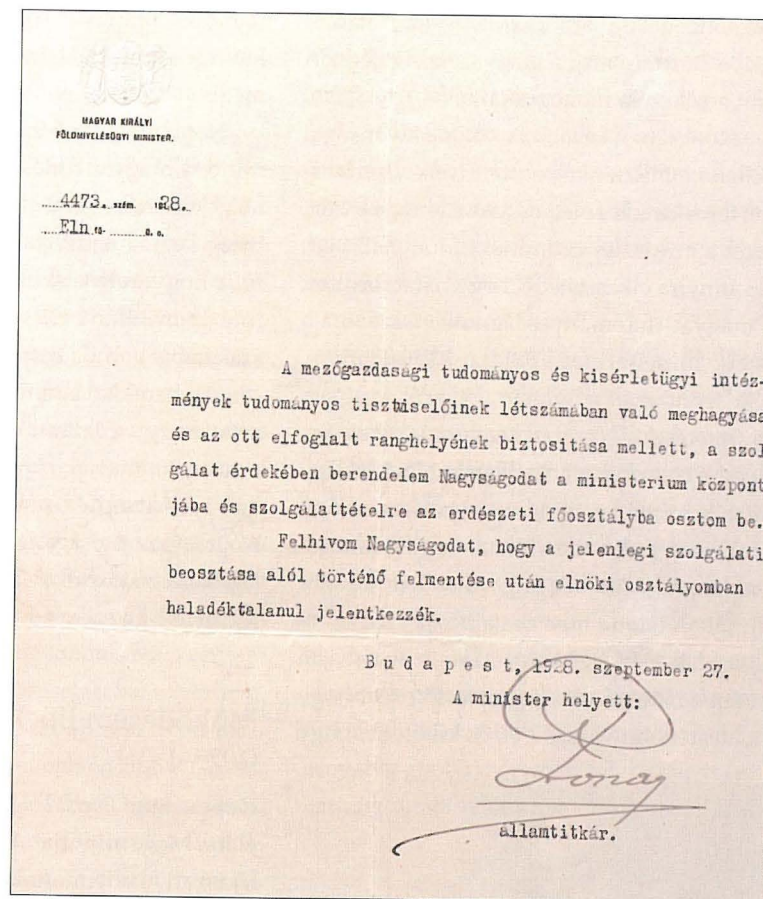 MAGYAR KIRÁLYI
FÖLDMIVELÉSÜGYI MINISTER.
4473. szám. 1928.
Eln.
A mezőgazdasági tudományos és kisérletügyi intéz-
mények tudományos tisztviselőinek létszámában való meghagyása
és az ott elfoglalt ranghelyének biztositása mellett, a szol
gálat érdekében berendelem Nagyságodat a ministerium központ
jába és szolgálattételre az erdészeti főosztályba osztom be.
Felhivom Nagyságodat, hogy a jelenlegi szolgálati
beosztása alól történő felmentése után elnöki osztályomban
haladéktalanul jelentkezzék.
Budapest, 1928. szeptember 27.
A minister helyett:
államtitkár.